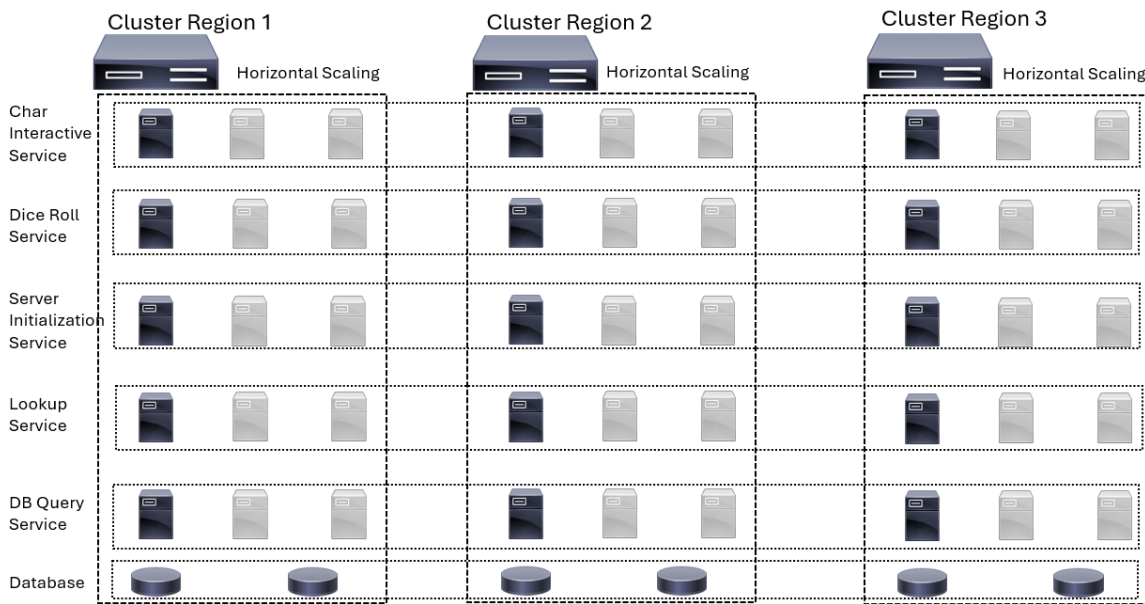 Cluster Region 1
Cluster Region 2
Cluster Region 3
Horizontal Scaling
Horizontal Scaling
Horizontal Scaling
Char
Interactive
Service
Dice Roll
Service
Server
Initialization
Service
Lookup
Service
DB Query
Service
Database